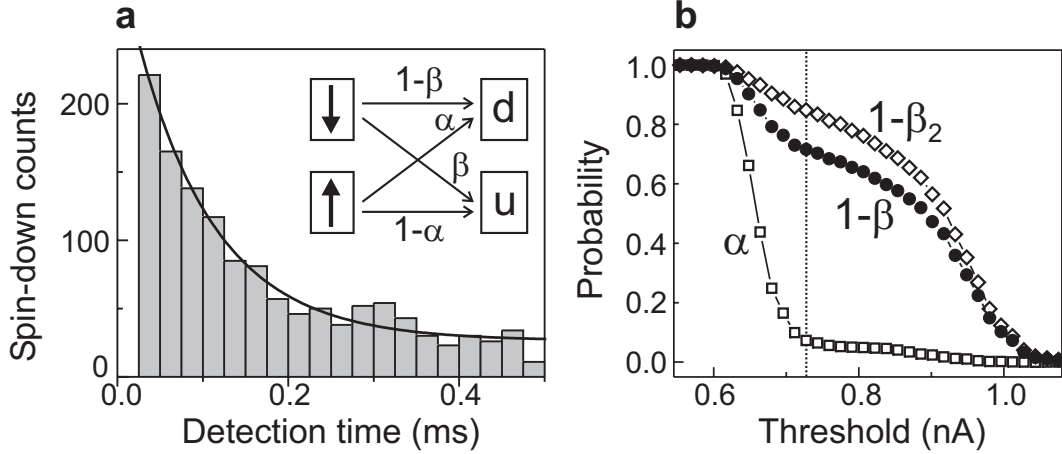 a
Spin-down counts
200
100
0
0.0
0.2
0.4
Detection time (ms)
1-β
α
β
1-α
d
u
b
Probability
1.0
0.8
0.6
0.4
0.2
0.0
1-β₂
1-β
α
0.6
0.8
1.0
Threshold (nA)